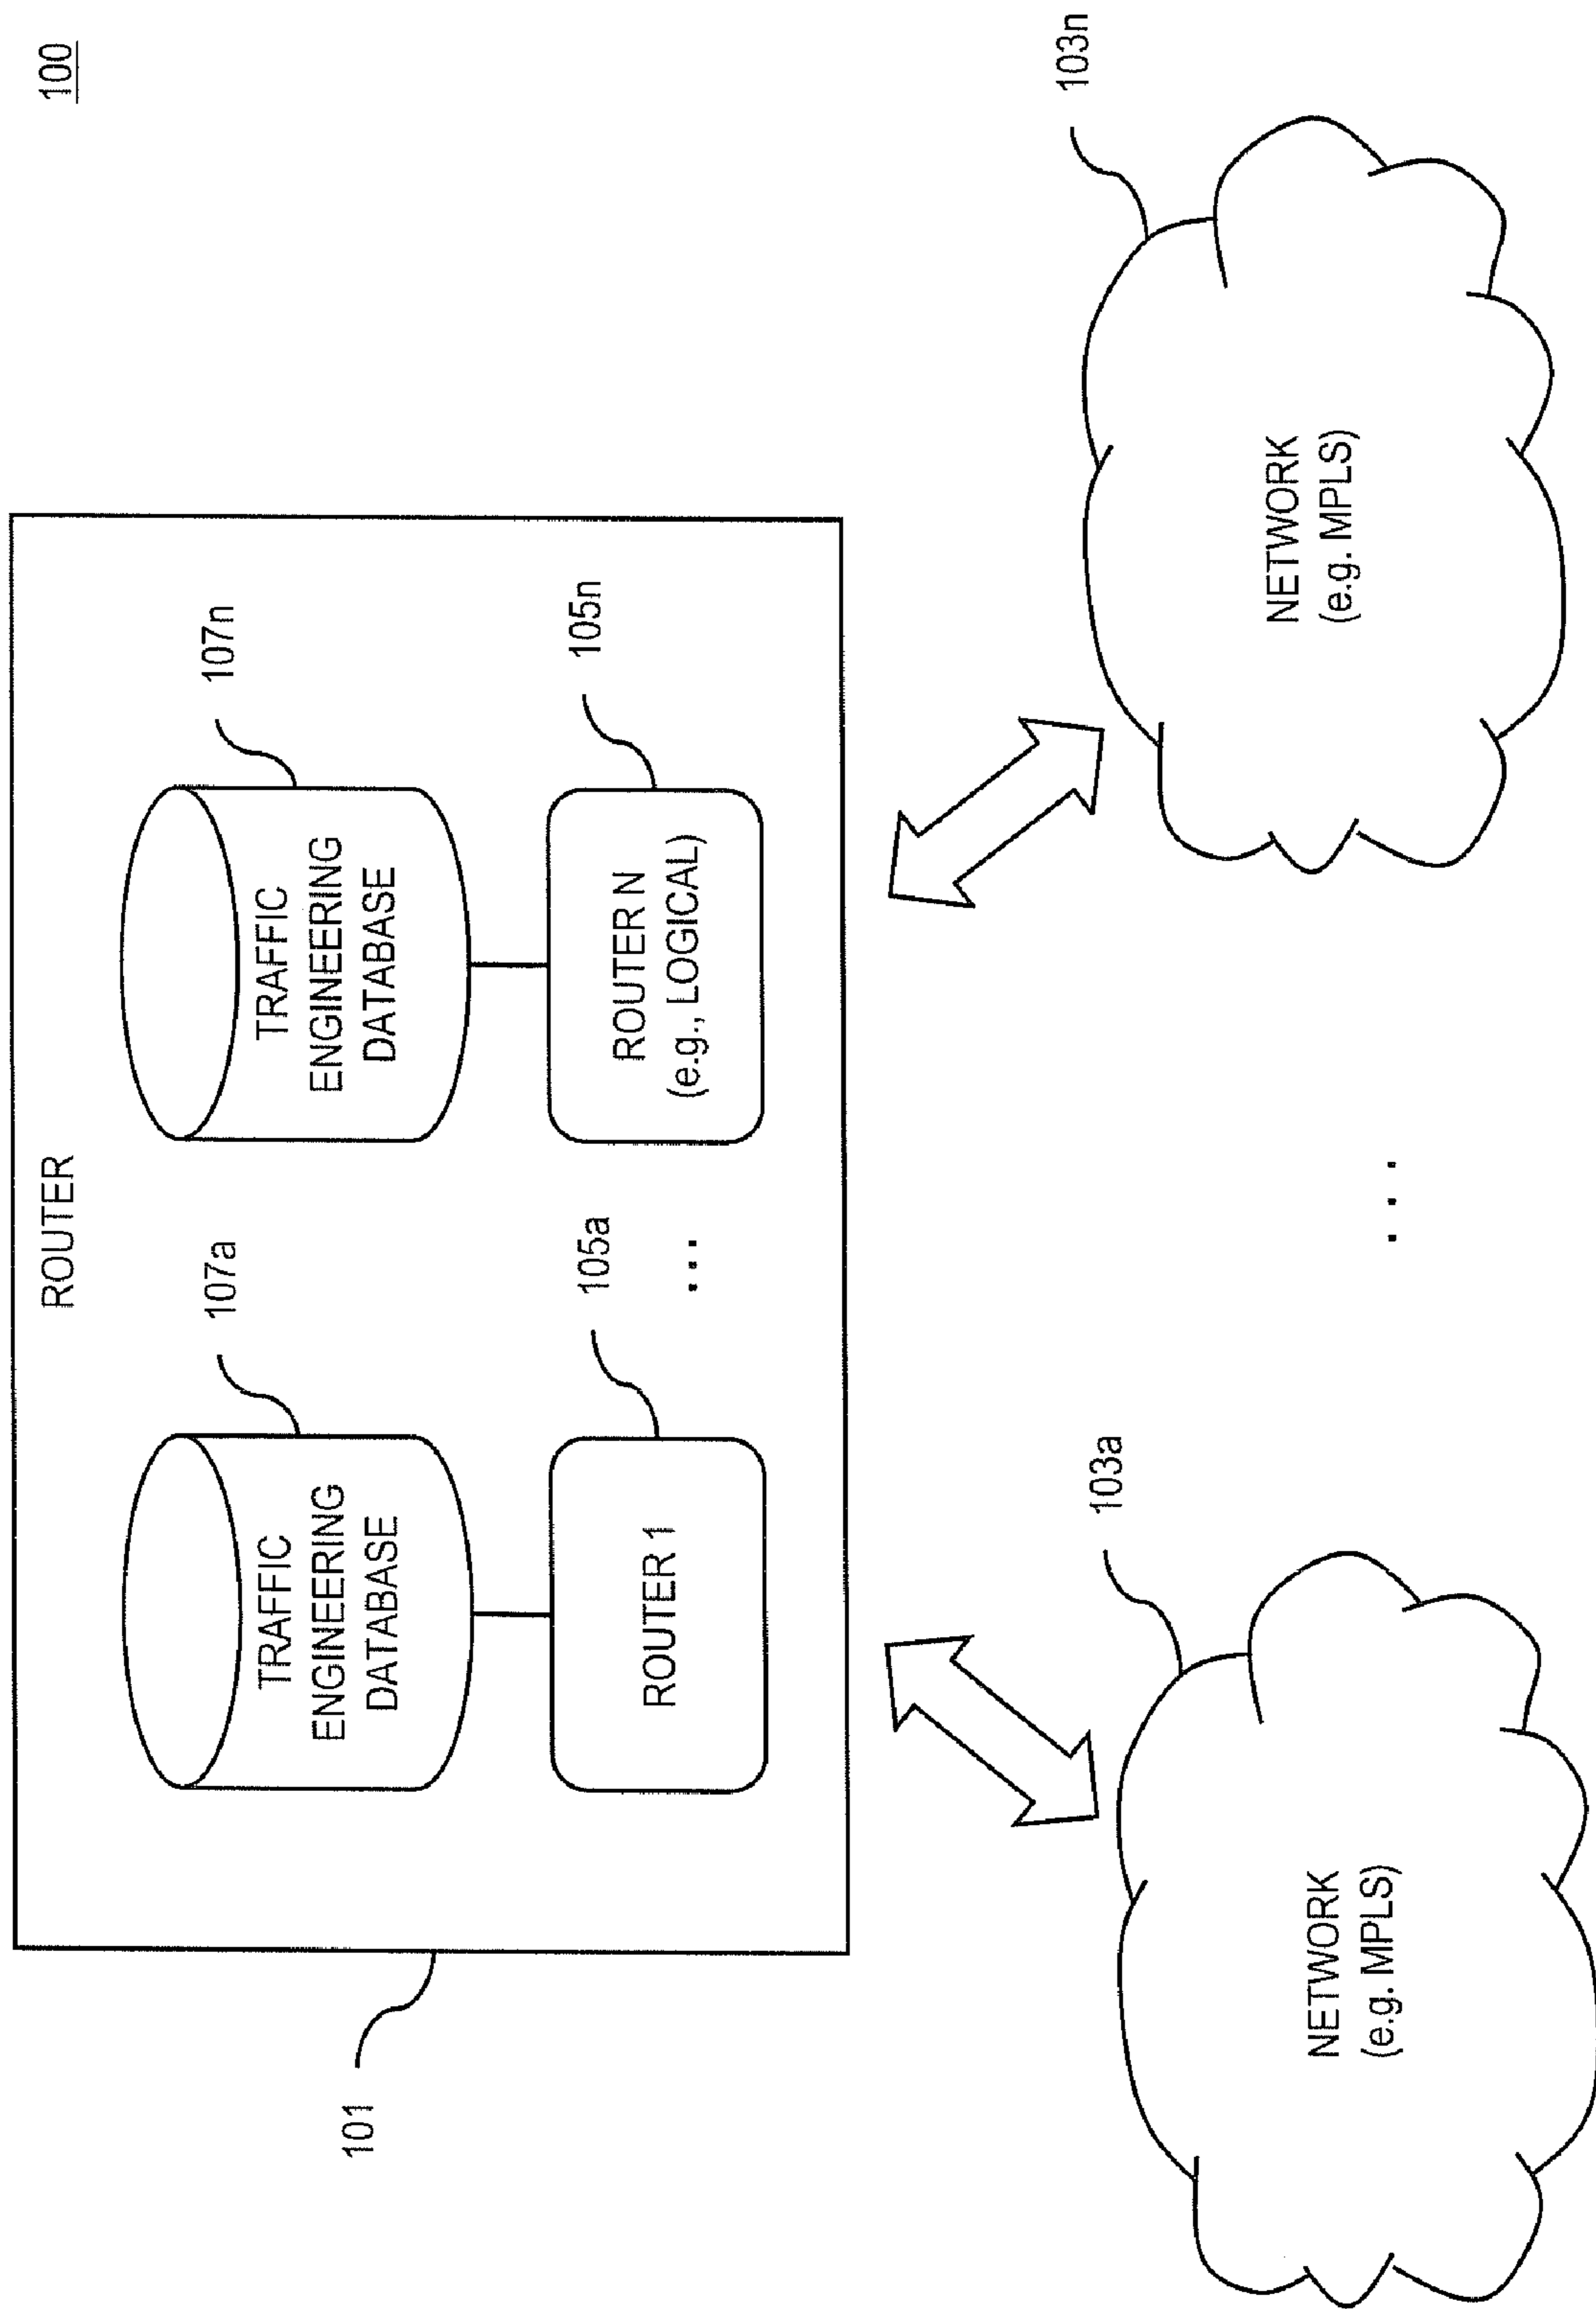 100
ROUTER
107a
107n
TRAFFIC
ENGINEERING
DATABASE
TRAFFIC
ENGINEERING
DATABASE
101
105a
105n
ROUTER 1
...
ROUTER N
(e.g., LOGICAL)
103a
103n
NETWORK
(e.g. MPLS)
...
NETWORK
(e.g. MPLS)